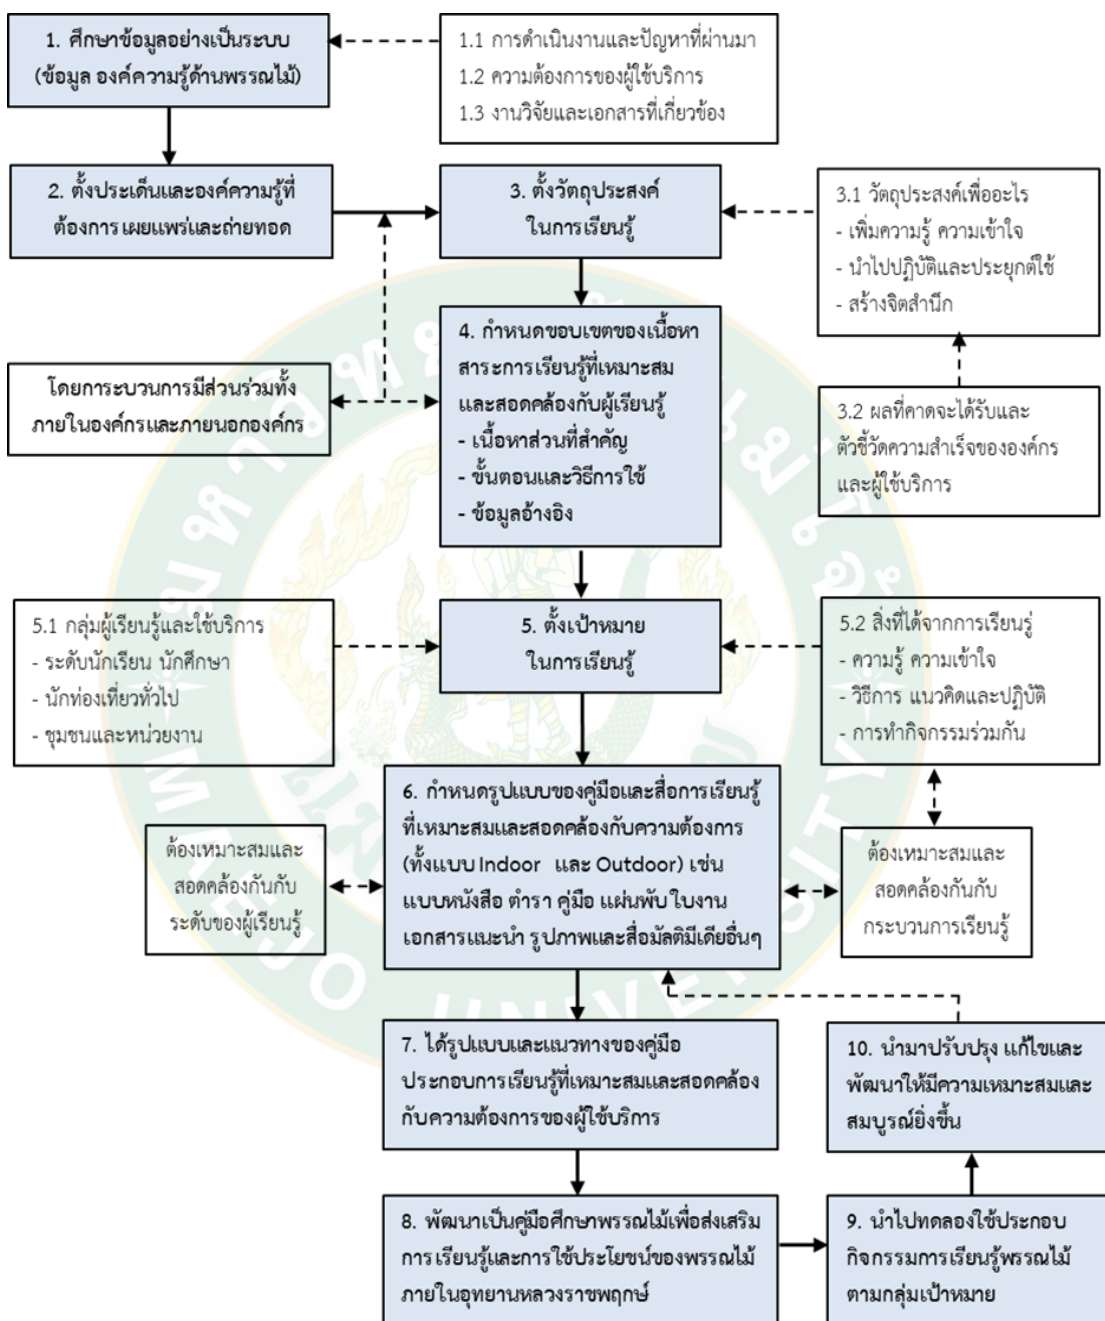 1. ศึกษาข้อมูลอย่างเป็นระบบ
(ข้อมูล องค์ความรู้ด้านพรรณไม้)
1.1 การดำเนินงานและปัญหาที่ผ่านมา
1.2 ความต้องการของผู้ใช้บริการ
1.3 งานวิจัยและเอกสารที่เกี่ยวข้อง
2. ตั้งประเด็นและองค์ความรู้ที่
ต้องการเผยแพร่และถ่ายทอด
3. ตั้งวัตถุประสงค์
ในการเรียนรู้
3.1 วัตถุประสงค์เพื่ออะไร
- เพิ่มความรู้ ความเข้าใจ
- นำไปปฏิบัติและประยุกต์ใช้
- สร้างจิตสำนึก
4. กำหนดขอบเขตของเนื้อหา
สาระการเรียนรู้ที่เหมาะสม
และสอดคล้องกับผู้เรียนรู้
- เนื้อหาส่วนที่สำคัญ
- ขั้นตอนและวิธีการใช้
- ข้อมูลอ้างอิง
โดยการะบวนการมีส่วนร่วมทั้ง
ภายในองค์กรและภายนอกองค์กร
3.2 ผลที่คาดจะได้รับและ
ตัวชี้วัดความสำเร็จขององค์กร
และผู้ใช้บริการ
5.1 กลุ่มผู้เรียนรู้และใช้บริการ
- ระดับนักเรียน นักศึกษา
- นักท่องเที่ยวทั่วไป
- ชุมชนและหน่วยงาน
5. ตั้งเป้าหมาย
ในการเรียนรู้
5.2 สิ่งที่ได้จากการเรียนรู่
- ความรู้ ความเข้าใจ
- วิธีการ แนวคิดและปฏิบัติ
- การทำกิจกรรมร่วมกัน
6. กำหนดรูปแบบของคู่มือและสื่อการเรียนรู้
ที่เหมาะสมและสอดคล้องกับความต้องการ
(ทั้งแบบ Indoor และ Outdoor) เช่น
แบบหนังสือ ตำรา คู่มือ แผ่นพับ ใบงาน
เอกสารแนะนำ รูปภาพและสื่อมัลติมีเดียอื่นๆ
ต้องเหมาะสมและ
สอดคล้องกันกับ
ระดับของผู้เรียนรู้
ต้องเหมาะสมและ
สอดคล้องกันกับ
กระบวนการเรียนรู้
7. ได้รูปแบบและแนวทางของคู่มือ
ประกอบการเรียนรู้ที่เหมาะสมและสอดคล้อง
กับความต้องการของผู้ใช้บริการ
10. นำมาปรับปรุง แก้ไขและ
พัฒนาให้มีความเหมาะสมและ
สมบูรณ์ยิ่งขึ้น
8. พัฒนาเป็นคู่มือศึกษาพรรณไม้เพื่อส่งเสริม
การเรียนรู้และการใช้ประโยชน์ของพรรณไม้
ภายในอุทยานหลวงราชพฤกษ์
9. นำไปทดลองใช้ประกอบ
กิจกรรมการเรียนรู้พรรณไม้
ตามกลุ่มเป้าหมาย
MAEJO UNIVERSITY